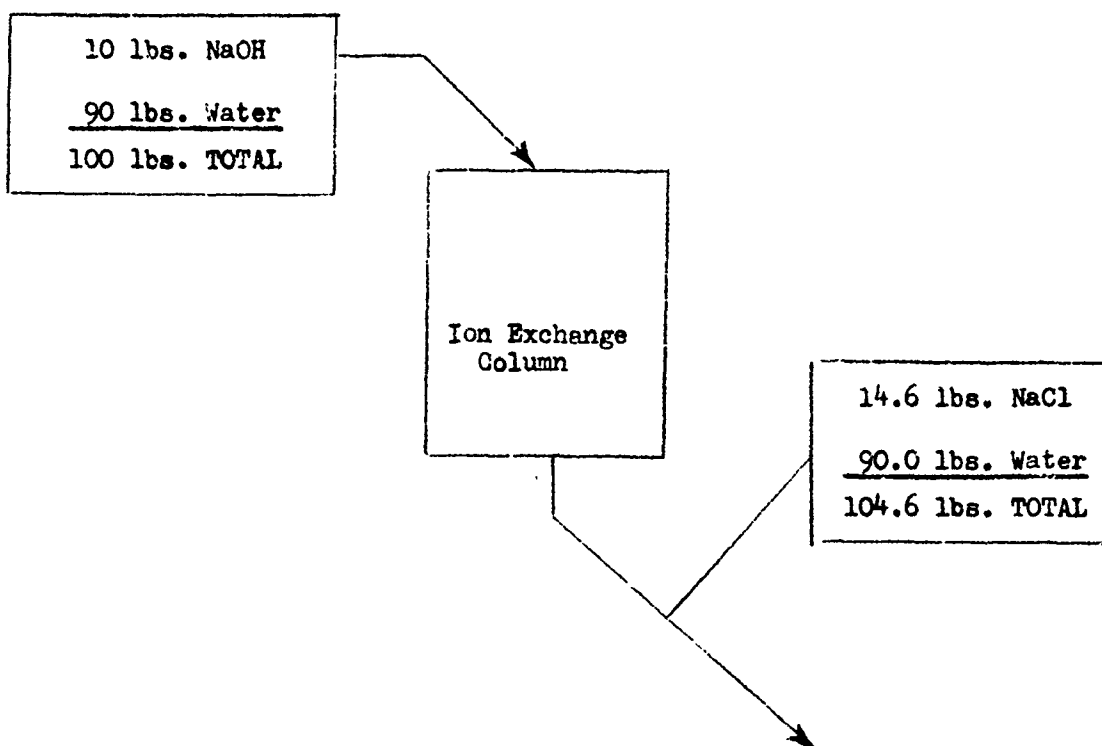 10 lbs. NaOH
90 lbs. Water
100 lbs. TOTAL
Ion Exchange
Column
14.6 lbs. NaCl
90.0 lbs. Water
104.6 lbs. TOTAL